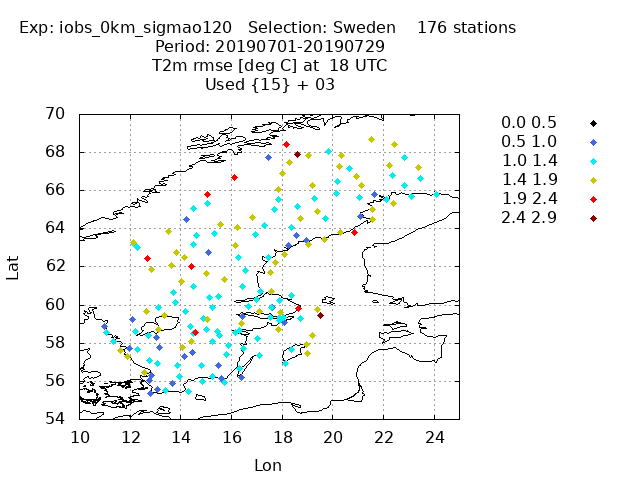 Exp: iobs_0km_sigmao120   Selection: Sweden    176 stations
Period: 20190701-20190729
T2m rmse [deg C] at  18 UTC
Used {15} + 03
70
68
66
64
62
60
58
56
54
Lat
10 12 14 16 18 20 22 24
Lon
0.0 0.5
0.5 1.0
1.0 1.4
1.4 1.9
1.9 2.4
2.4 2.9